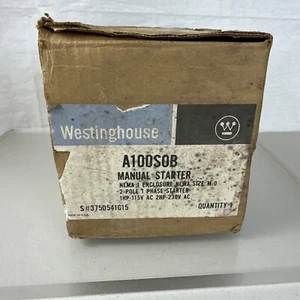 Westinghouse
A100S0B
MANUAL STARTER
NEMA 1 ENCLOSURE NEMA SIZE M-0
2-POLE 1 PHASE-STARTER
1HP-115V AC 2HP-230V AC
S#375D541G15
QUANTITY 1